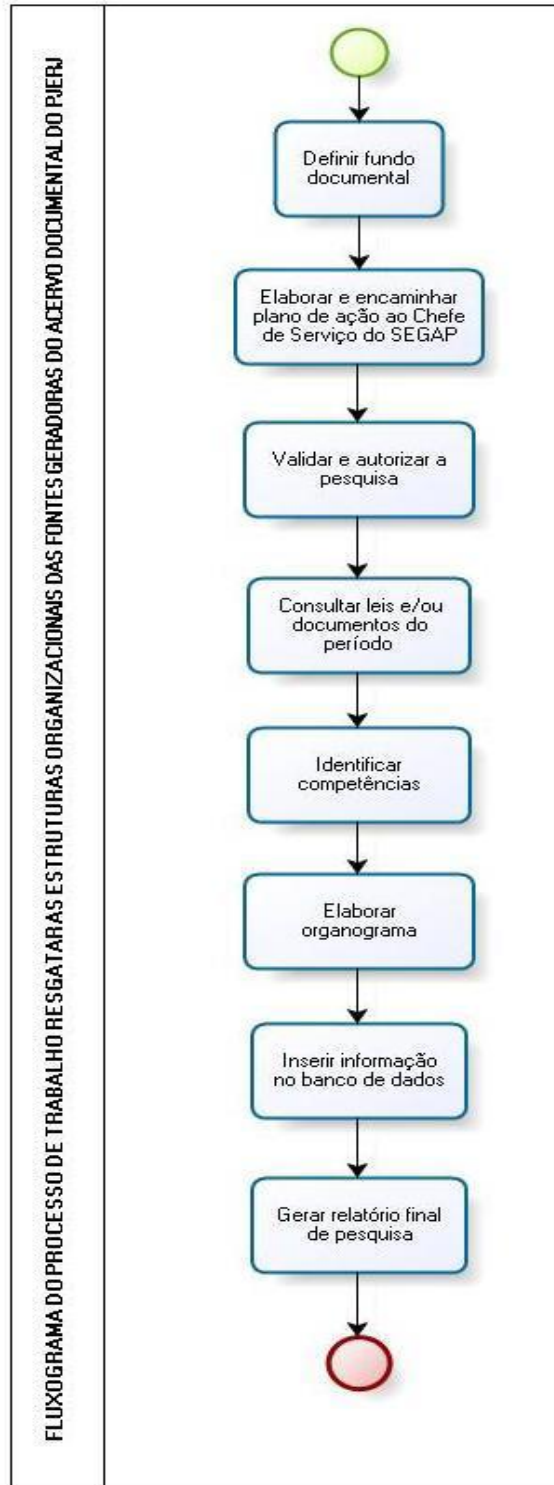 FLUXOGRAMA DO PROCESSO DE TRABALHO RESGATAR AS ESTRUTURAS ORGANIZACIONAIS DAS FONTES GERADORAS DO ACERVO DOCUMENTAL DO PJERJ
Definir fundo
documental
Elaborar e encaminhar
plano de ação ao Chefe
de Serviço do SEGAP
Validar e autorizar a
pesquisa
Consultar leis e/ou
documentos do
período
Identificar
competências
Elaborar
organograma
Inserir informação
no banco de dados
Gerar relatório final
de pesquisa